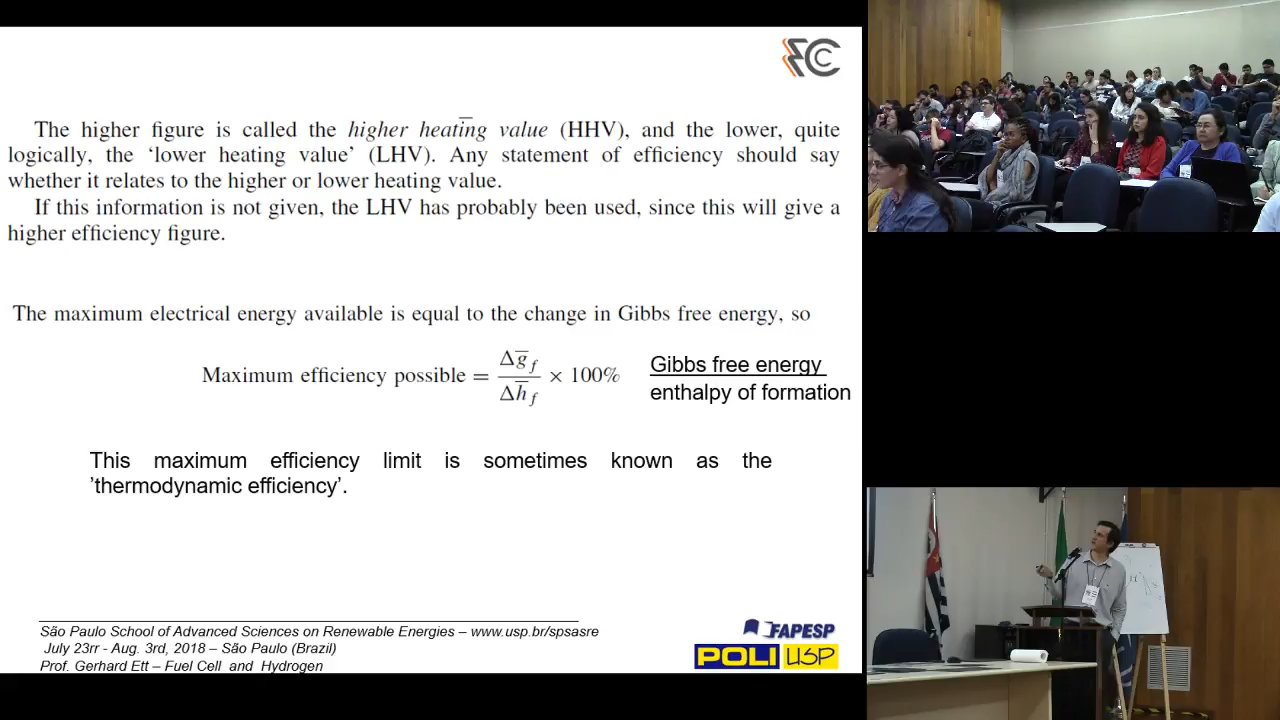 FCC
The higher figure is called the higher heating value (HHV), and the lower, quite
logically, the ‘lower heating value’ (LHV). Any statement of efficiency should say
whether it relates to the higher or lower heating value.
If this information is not given, the LHV has probably been used, since this will give a
higher efficiency figure.
The maximum electrical energy available is equal to the change in Gibbs free energy, so
Maximum efficiency possible = Δg̅f / Δh̅f × 100%
Gibbs free energy
enthalpy of formation
This maximum efficiency limit is sometimes known as the
’thermodynamic efficiency’.
São Paulo School of Advanced Sciences on Renewable Energies – www.usp.br/spsasre
July 23rr - Aug. 3rd, 2018 – São Paulo (Brazil)
Prof. Gerhard Ett – Fuel Cell and Hydrogen
FAPESP
POLI USP